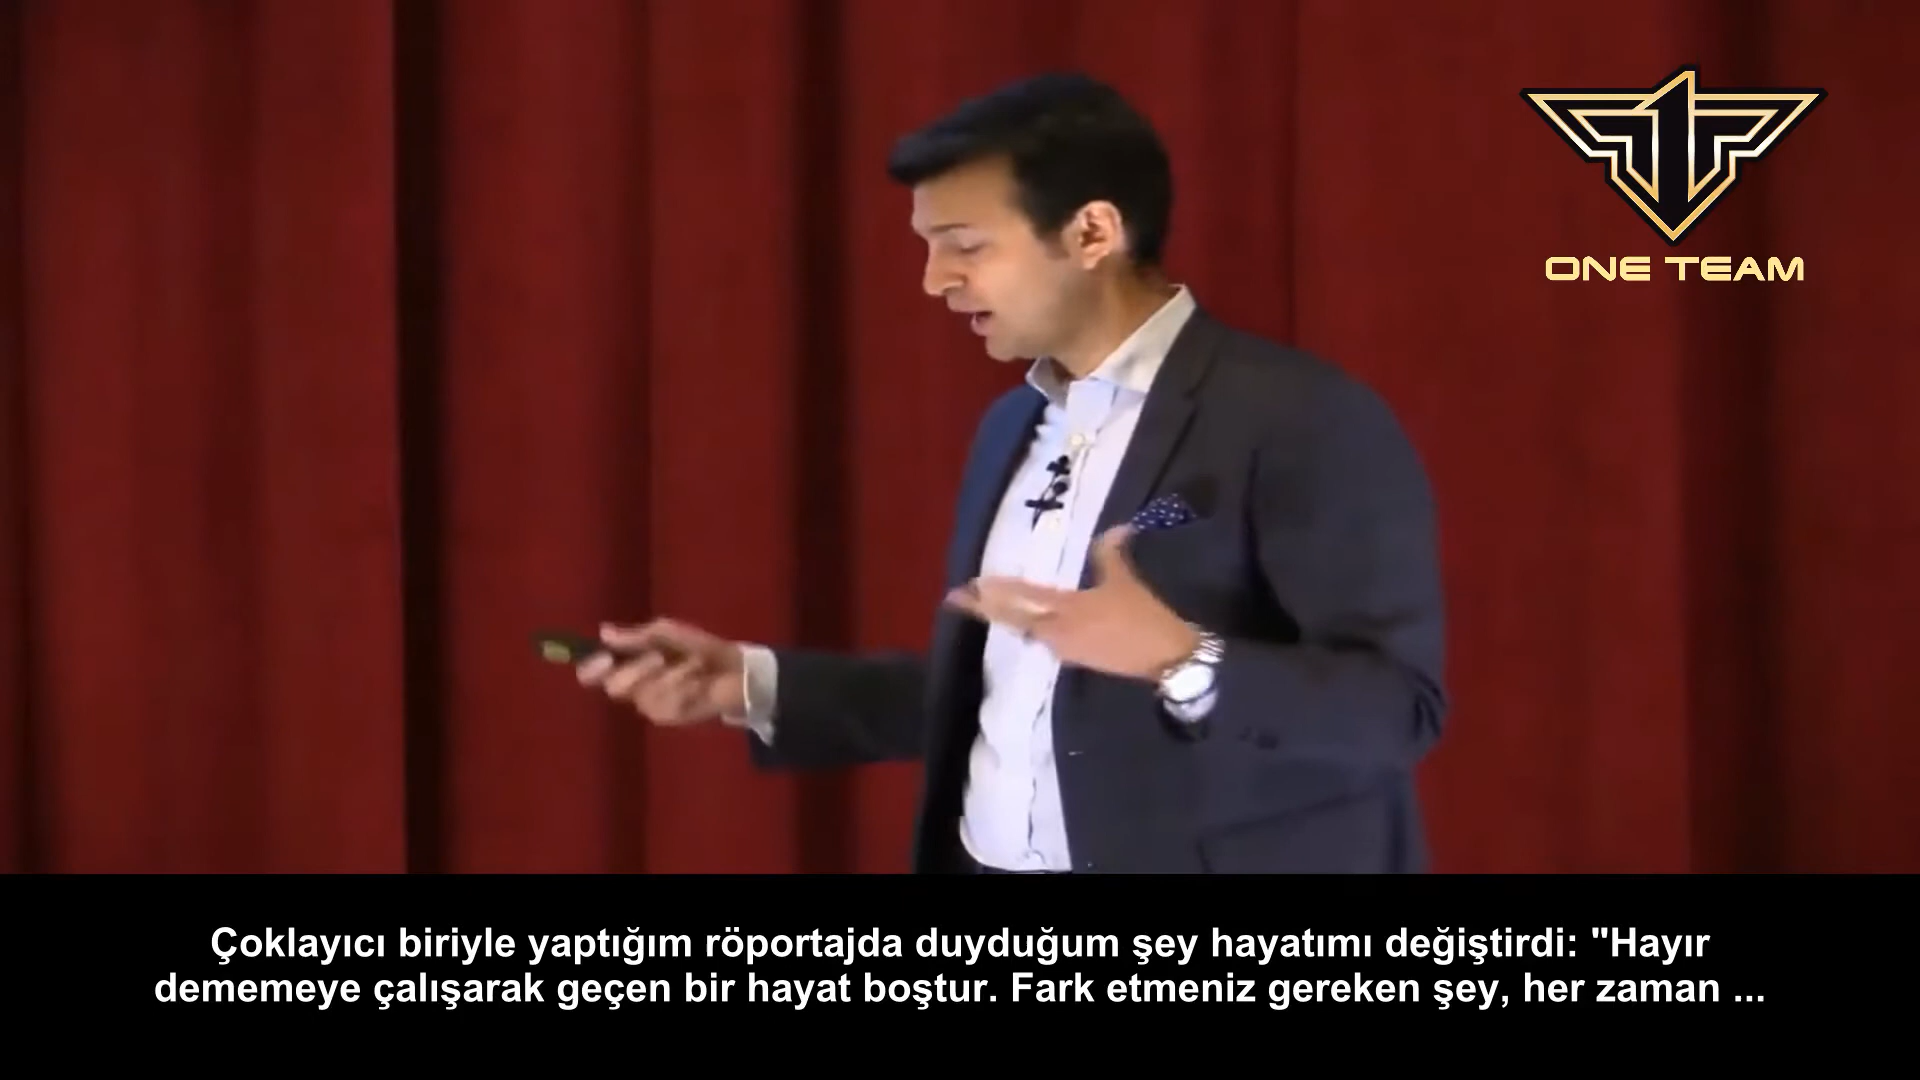 ONE TEAM
Çoklayıcı biriyle yaptığım röportajda duyduğum şey hayatımı değiştirdi: "Hayır
dememeye çalışarak geçen bir hayat boştur. Fark etmeniz gereken şey, her zaman ...